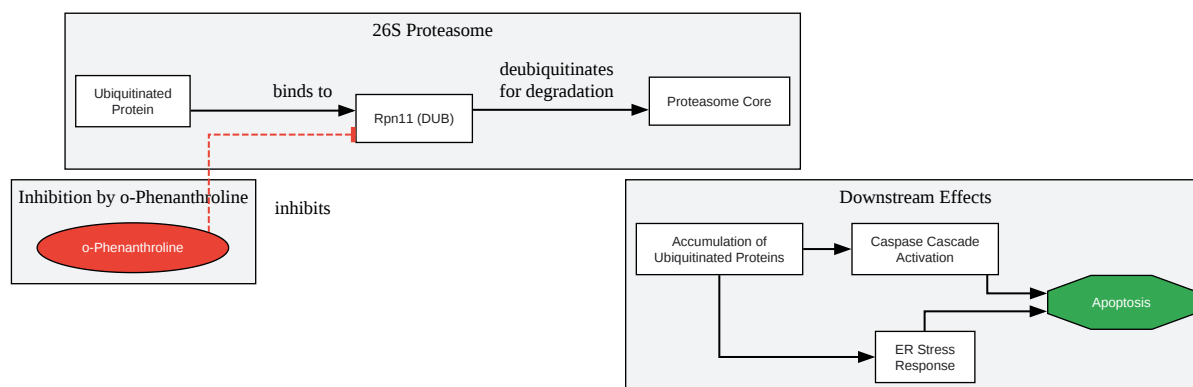 26S Proteasome
Ubiquitinated
Protein
binds to
Rpn11 (DUB)
deubiquitinates
for degradation
Proteasome Core
Inhibition by o-Phenanthroline
o-Phenanthroline
inhibits
Downstream Effects
Accumulation of
Ubiquitinated Proteins
Caspase Cascade
Activation
Apoptosis
ER Stress
Response